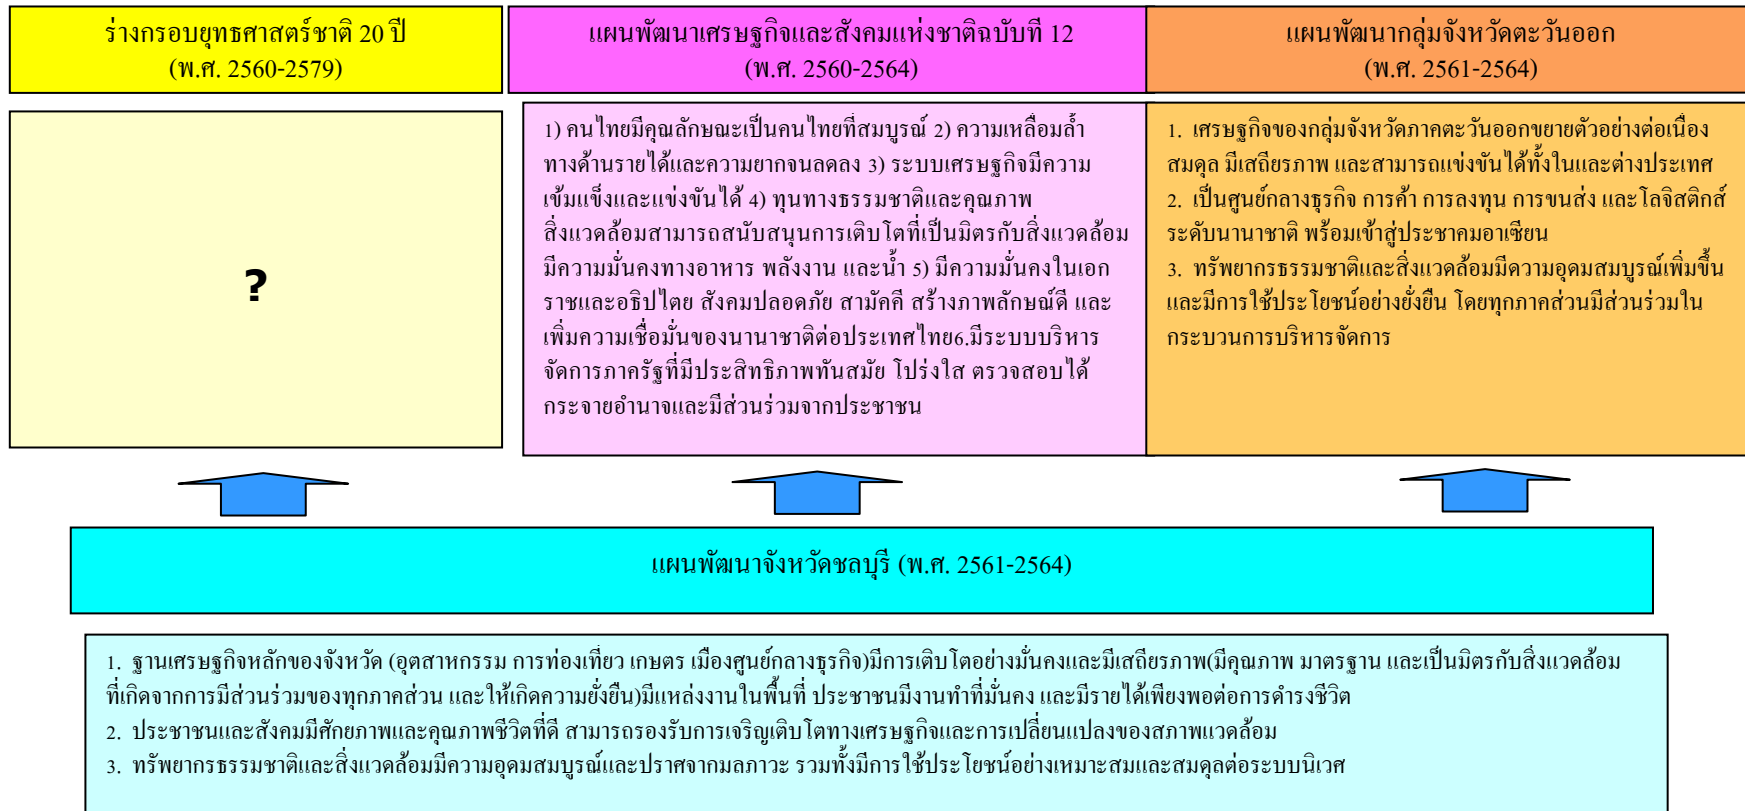 ร่างกรอบยุทธศาสตร์ชาติ 20 ปี
(พ.ศ. 2560-2579)
?
แผนพัฒนาเศรษฐกิจและสังคมแห่งชาติฉบับที่ 12
(พ.ศ. 2560-2564)
1) คนไทยมีคุณลักษณะเป็นคนไทยที่สมบูรณ์ 2) ความเหลื่อมล้ำ
ทางด้านรายได้และความยากจนลดลง 3) ระบบเศรษฐกิจมีความ
เข้มแข็งและแข่งขันได้ 4) ทุนทางธรรมชาติและคุณภาพ
สิ่งแวดล้อมสามารถสนับสนุนการเติบโตที่เป็นมิตรกับสิ่งแวดล้อม
มีความมั่นคงทางอาหาร พลังงาน และน้ำ 5) มีความมั่นคงในเอก
ราชและอธิปไตย สังคมปลอดภัย สามัคคี สร้างภาพลักษณ์ดี และ
เพิ่มความเชื่อมั่นของนานาชาติต่อประเทศไทย6.มีระบบบริหาร
จัดการภาครัฐที่มีประสิทธิภาพทันสมัย โปร่งใส ตรวจสอบได้
กระจายอำนาจและมีส่วนร่วมจากประชาชน
แผนพัฒนากลุ่มจังหวัดตะวันออก
(พ.ศ. 2561-2564)
1. เศรษฐกิจของกลุ่มจังหวัดภาคตะวันออกขยายตัวอย่างต่อเนื่อง
สมดุล มีเสถียรภาพ และสามารถแข่งขันได้ทั้งในและต่างประเทศ
2. เป็นศูนย์กลางธุรกิจ การค้า การลงทุน การขนส่ง และโลจิสติกส์
ระดับนานาชาติ พร้อมเข้าสู่ประชาคมอาเซียน
3. ทรัพยากรธรรมชาติและสิ่งแวดล้อมมีความอุดมสมบูรณ์เพิ่มขึ้น
และมีการใช้ประโยชน์อย่างยั่งยืน โดยทุกภาคส่วนมีส่วนร่วมใน
กระบวนการบริหารจัดการ
แผนพัฒนาจังหวัดชลบุรี (พ.ศ. 2561-2564)
1. ฐานเศรษฐกิจหลักของจังหวัด (อุตสาหกรรม การท่องเที่ยว เกษตร เมืองศูนย์กลางธุรกิจ)มีการเติบโตอย่างมั่นคงและมีเสถียรภาพ(มีคุณภาพ มาตรฐาน และเป็นมิตรกับสิ่งแวดล้อม
ที่เกิดจากการมีส่วนร่วมของทุกภาคส่วน และให้เกิดความยั่งยืน)มีแหล่งงานในพื้นที่ ประชาชนมีงานทำที่มั่นคง และมีรายได้เพียงพอต่อการดำรงชีวิต
2. ประชาชนและสังคมมีศักยภาพและคุณภาพชีวิตที่ดี สามารถรองรับการเจริญเติบโตทางเศรษฐกิจและการเปลี่ยนแปลงของสภาพแวดล้อม
3. ทรัพยากรธรรมชาติและสิ่งแวดล้อมมีความอุดมสมบูรณ์และปราศจากมลภาวะ รวมทั้งมีการใช้ประโยชน์อย่างเหมาะสมและสมดุลต่อระบบนิเวศ